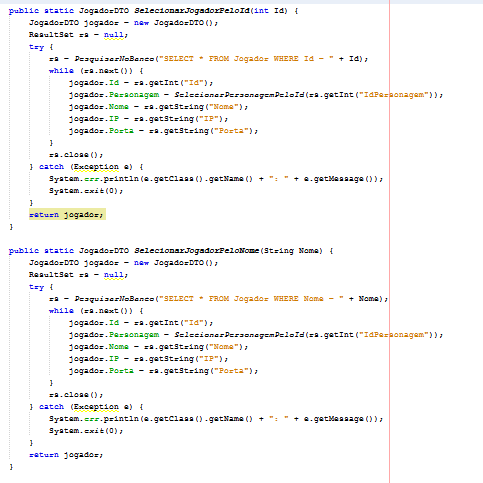 public static JogadorDTO SelecionarJogadorPeloId(int Id) {
    JogadorDTO jogador = new JogadorDTO();
    ResultSet rs = null;
    try {
        rs = PesquisarNoBanco("SELECT * FROM Jogador WHERE Id = " + Id);
        while (rs.next()) {
            jogador.Id = rs.getInt("Id");
            jogador.Personagem = SelecionarPersonagemPeloId(rs.getInt("IdPersonagem"));
            jogador.Nome = rs.getString("Nome");
            jogador.IP = rs.getString("IP");
            jogador.Porta = rs.getString("Porta");
        }
        rs.close();
    } catch (Exception e) {
        System.err.println(e.getClass().getName() + ": " + e.getMessage());
        System.exit(0);
    }
    return jogador;
}
public static JogadorDTO SelecionarJogadorPeloNome(String Nome) {
    JogadorDTO jogador = new JogadorDTO();
    ResultSet rs = null;
    try {
        rs = PesquisarNoBanco("SELECT * FROM Jogador WHERE Nome = " + Nome);
        while (rs.next()) {
            jogador.Id = rs.getInt("Id");
            jogador.Personagem = SelecionarPersonagemPeloId(rs.getInt("IdPersonagem"));
            jogador.Nome = rs.getString("Nome");
            jogador.IP = rs.getString("IP");
            jogador.Porta = rs.getString("Porta");
        }
        rs.close();
    } catch (Exception e) {
        System.err.println(e.getClass().getName() + ": " + e.getMessage());
        System.exit(0);
    }
    return jogador;
}